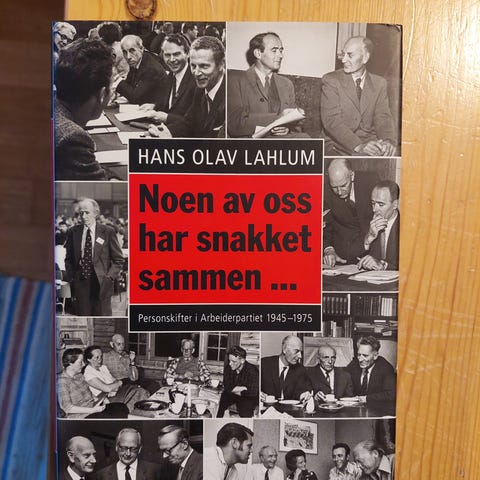 HANS OLAV LAHLUM
Noen av oss
har snakket
sammen ...
Personskifter i Arbeiderpartiet 1945–1975